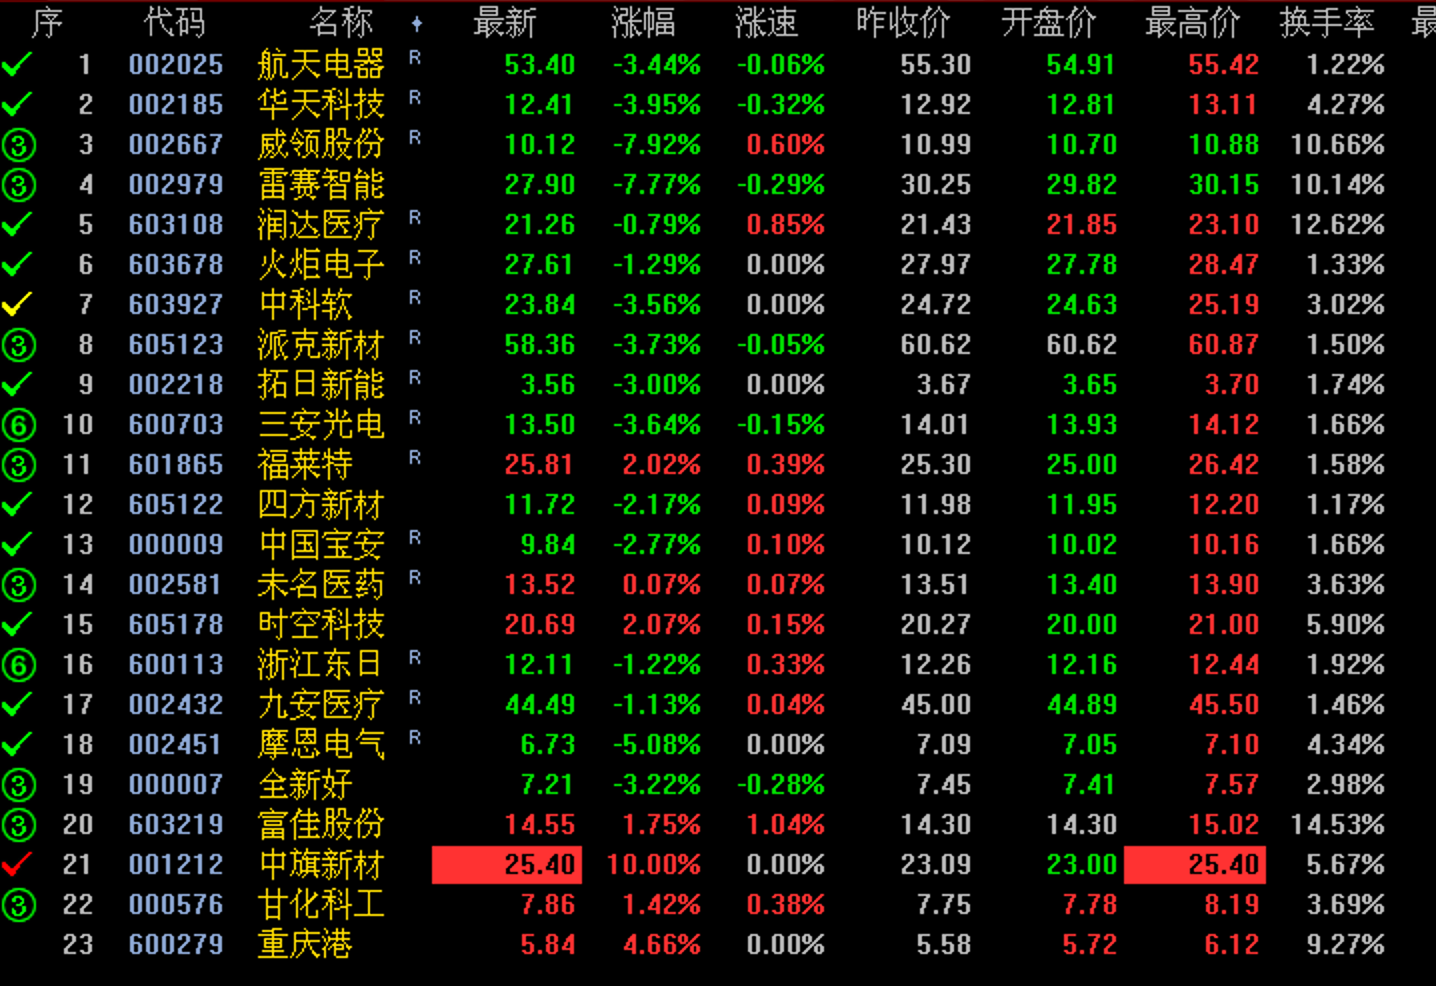 序 代码 名称 最新 涨幅 涨速 昨收价 开盘价 最高价 换手率
1 002025 航天电器 R 53.40 -3.44% -0.06% 55.30 54.91 55.42 1.22%
2 002185 华天科技 R 12.41 -3.95% -0.32% 12.92 12.81 13.11 4.27%
③ 3 002667 威领股份 R 10.12 -7.92% 0.60% 10.99 10.70 10.88 10.66%
③ 4 002979 雷赛智能 27.90 -7.77% -0.29% 30.25 29.82 30.15 10.14%
5 603108 润达医疗 R 21.26 -0.79% 0.85% 21.43 21.85 23.10 12.62%
6 603678 火炬电子 R 27.61 -1.29% 0.00% 27.97 27.78 28.47 1.33%
7 603927 中科软 R 23.84 -3.56% 0.00% 24.72 24.63 25.19 3.02%
③ 8 605123 派克新材 R 58.36 -3.73% -0.05% 60.62 60.62 60.87 1.50%
9 002218 拓日新能 R 3.56 -3.00% 0.00% 3.67 3.65 3.70 1.74%
⑥ 10 600703 三安光电 R 13.50 -3.64% -0.15% 14.01 13.93 14.12 1.66%
③ 11 601865 福莱特 R 25.81 2.02% 0.39% 25.30 25.00 26.42 1.58%
12 605122 四方新材 11.72 -2.17% 0.09% 11.98 11.95 12.20 1.17%
13 000009 中国宝安 R 9.84 -2.77% 0.10% 10.12 10.02 10.16 1.66%
③ 14 002581 未名医药 R 13.52 0.07% 0.07% 13.51 13.40 13.90 3.63%
15 605178 时空科技 20.69 2.07% 0.15% 20.27 20.00 21.00 5.90%
⑥ 16 600113 浙江东日 R 12.11 -1.22% 0.33% 12.26 12.16 12.44 1.92%
17 002432 九安医疗 R 44.49 -1.13% 0.04% 45.00 44.89 45.50 1.46%
18 002451 摩恩电气 R 6.73 -5.08% 0.00% 7.09 7.05 7.10 4.34%
③ 19 000007 全新好 7.21 -3.22% -0.28% 7.45 7.41 7.57 2.98%
③ 20 603219 富佳股份 14.55 1.75% 1.04% 14.30 14.30 15.02 14.53%
21 001212 中旗新材 25.40 10.00% 0.00% 23.09 23.00 25.40 5.67%
③ 22 000576 甘化科工 7.86 1.42% 0.38% 7.75 7.78 8.19 3.69%
23 600279 重庆港 5.84 4.66% 0.00% 5.58 5.72 6.12 9.27%